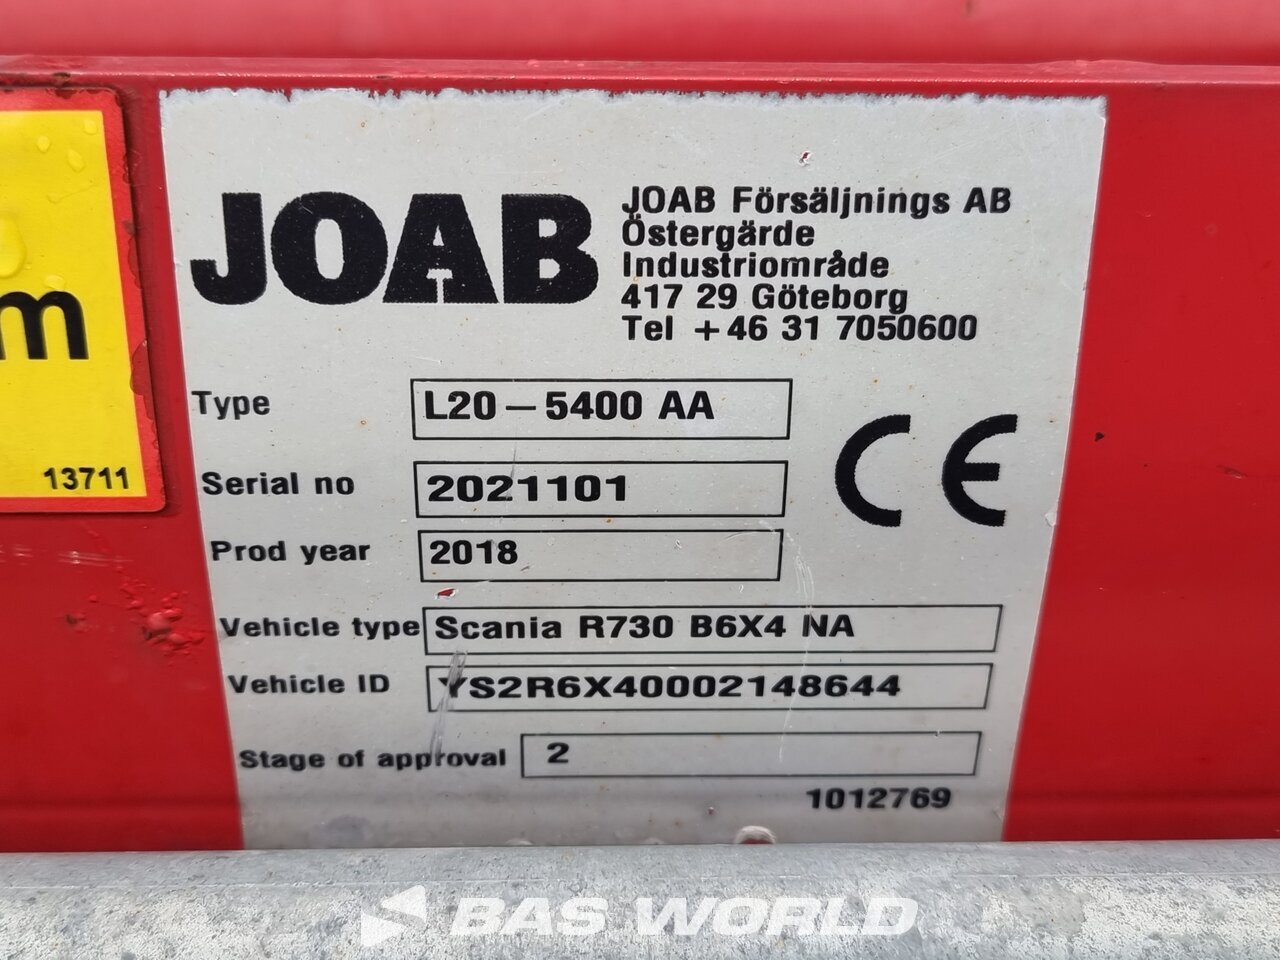 JOAB
JOAB Försäljnings AB
Östergärde
Industriområde
417 29 Göteborg
Tel +46 31 7050600
m
13711
Type L20-5400 AA
CE
Serial no 2021101
Prod year 2018
Vehicle type Scania R730 B6X4 NA
Vehicle ID YS2R6X40002148644
Stage of approval 2
1012769
BAS WORLD